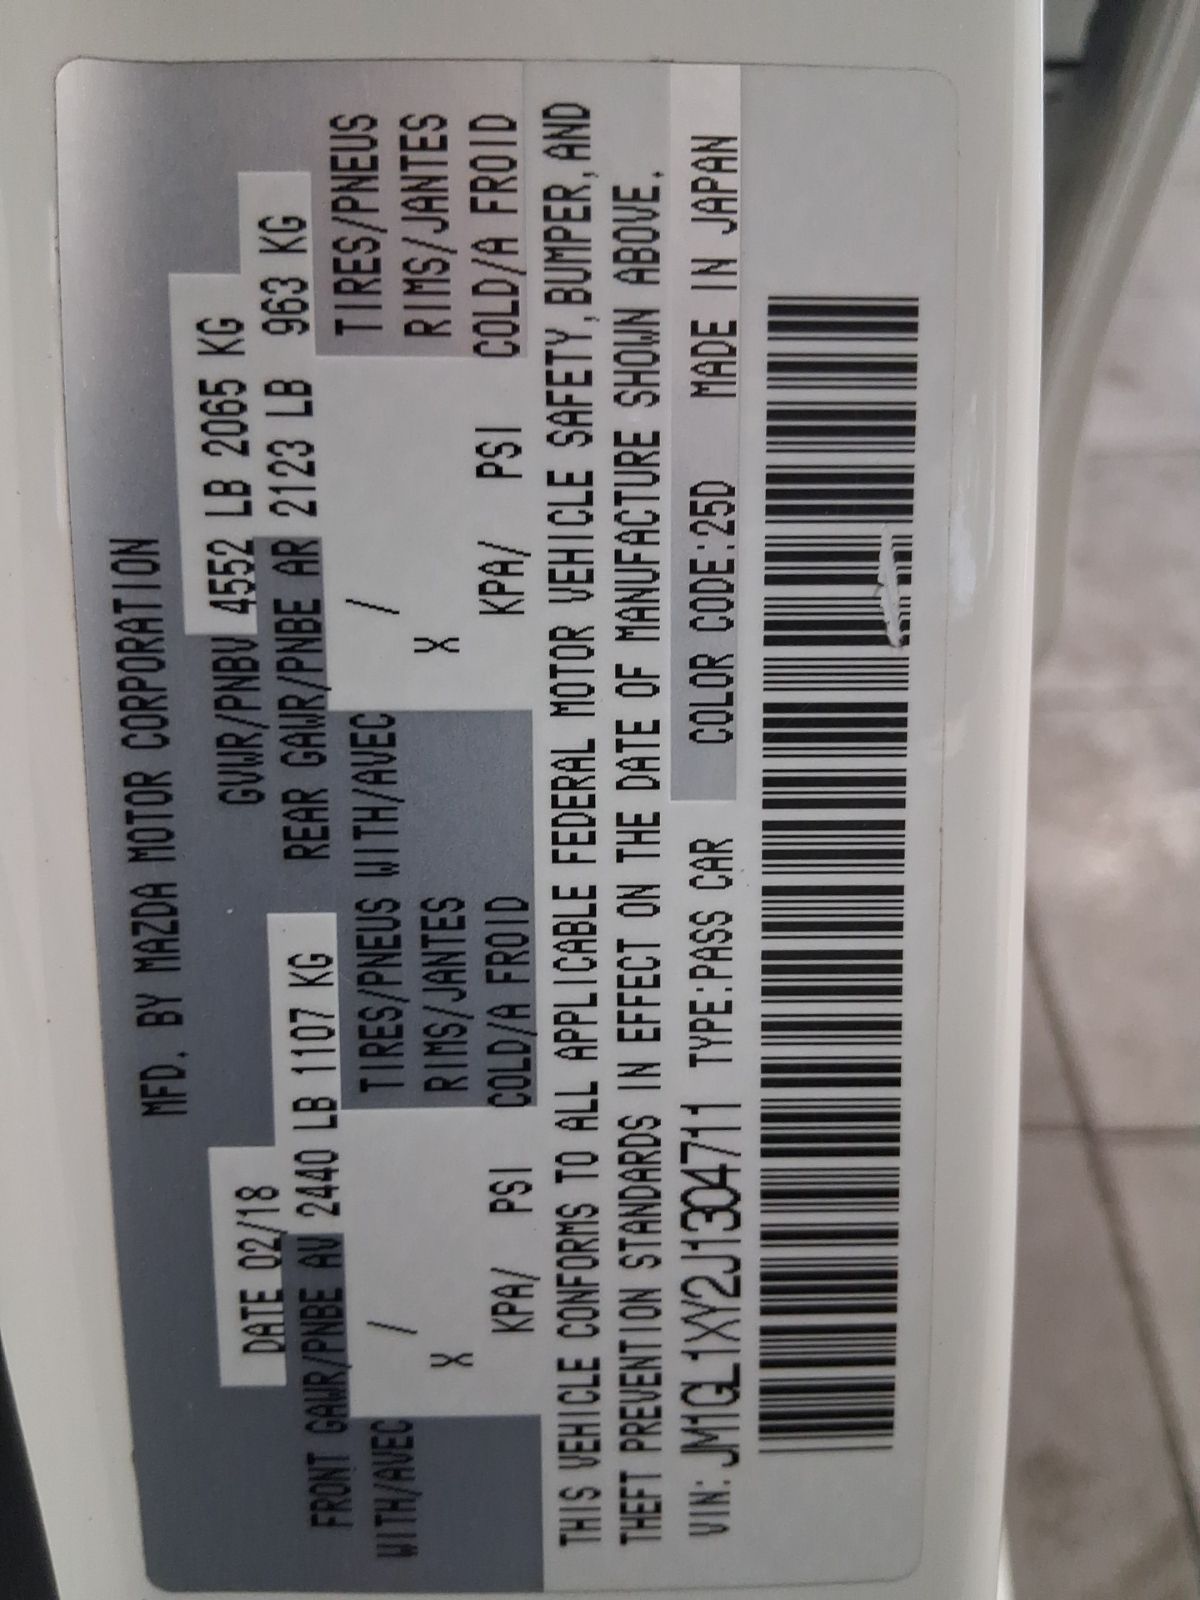 MFD. BY MAZDA MOTOR CORPORATION
DATE 02/18 GVWR/PNBV 4552 LB 2065 KG
FRONT GAWR/PNBE AV 2440 LB 1107 KG REAR GAWR/PNBE AR 2123 LB 963 KG
WITH/AVEC / TIRES/PNEUS WITH/AVEC / TIRES/PNEUS
X RIMS/JANTES X RIMS/JANTES
KPA/ PSI COLD/A FROID KPA/ PSI COLD/A FROID
THIS VEHICLE CONFORMS TO ALL APPLICABLE FEDERAL MOTOR VEHICLE SAFETY,BUMPER,AND
THEFT PREVENTION STANDARDS IN EFFECT ON THE DATE OF MANUFACTURE SHOWN ABOVE.
VIN: JM1GL1XY2J1304711 TYPE:PASS CAR COLOR CODE:25D MADE IN JAPAN